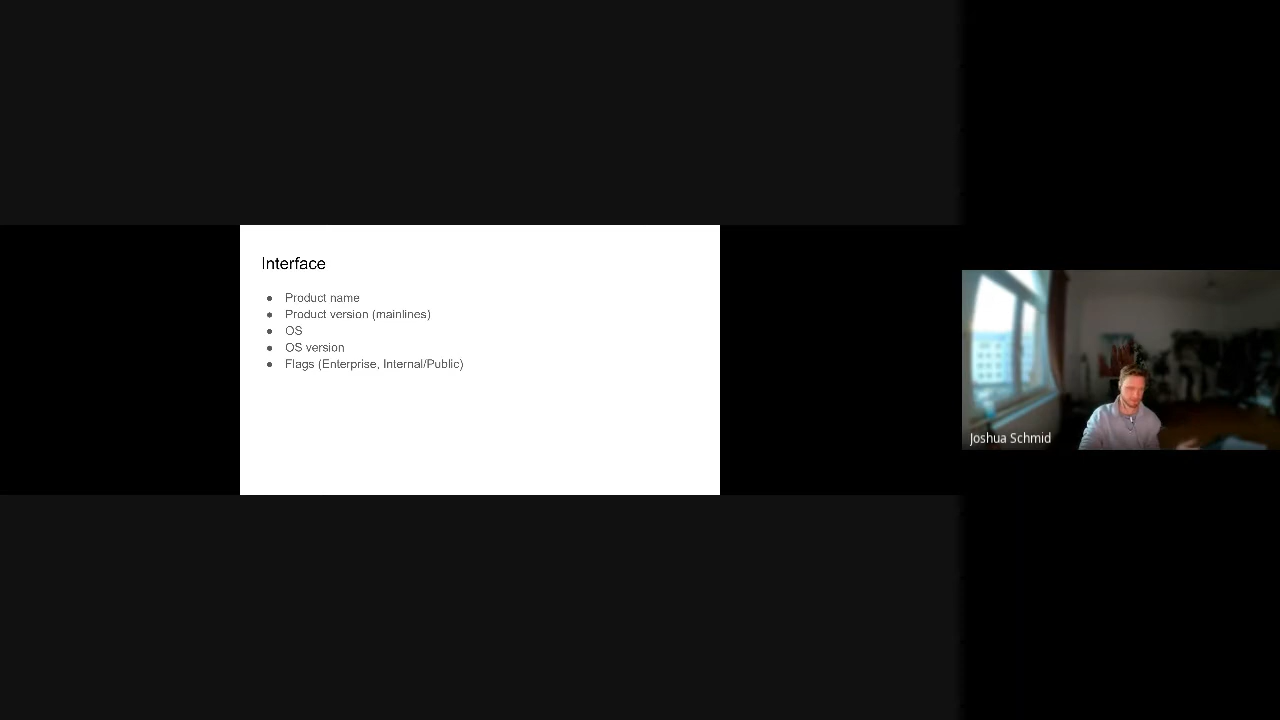 Interface
● Product name
● Product version (mainlines)
● OS
● OS version
● Flags (Enterprise, Internal/Public)
Joshua Schmid